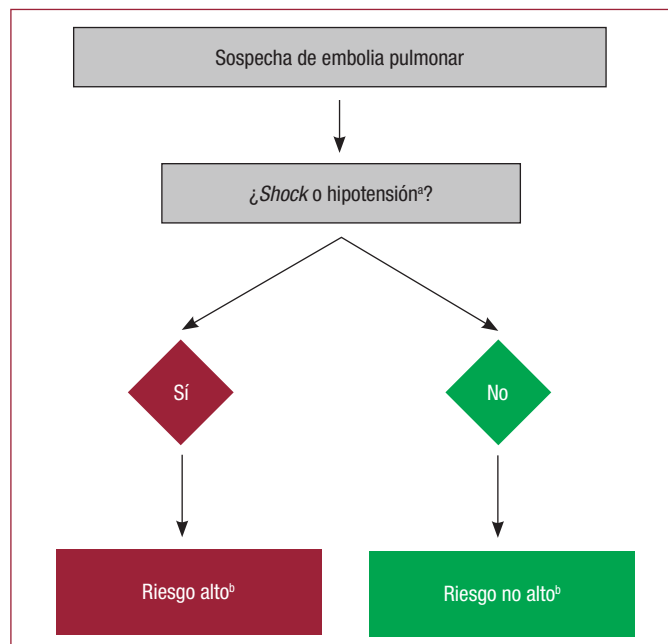 Sospecha de embolia pulmonar
¿Shock o hipotensiónᵃ?
Sí
No
Riesgo altoᵇ
Riesgo no altoᵇ